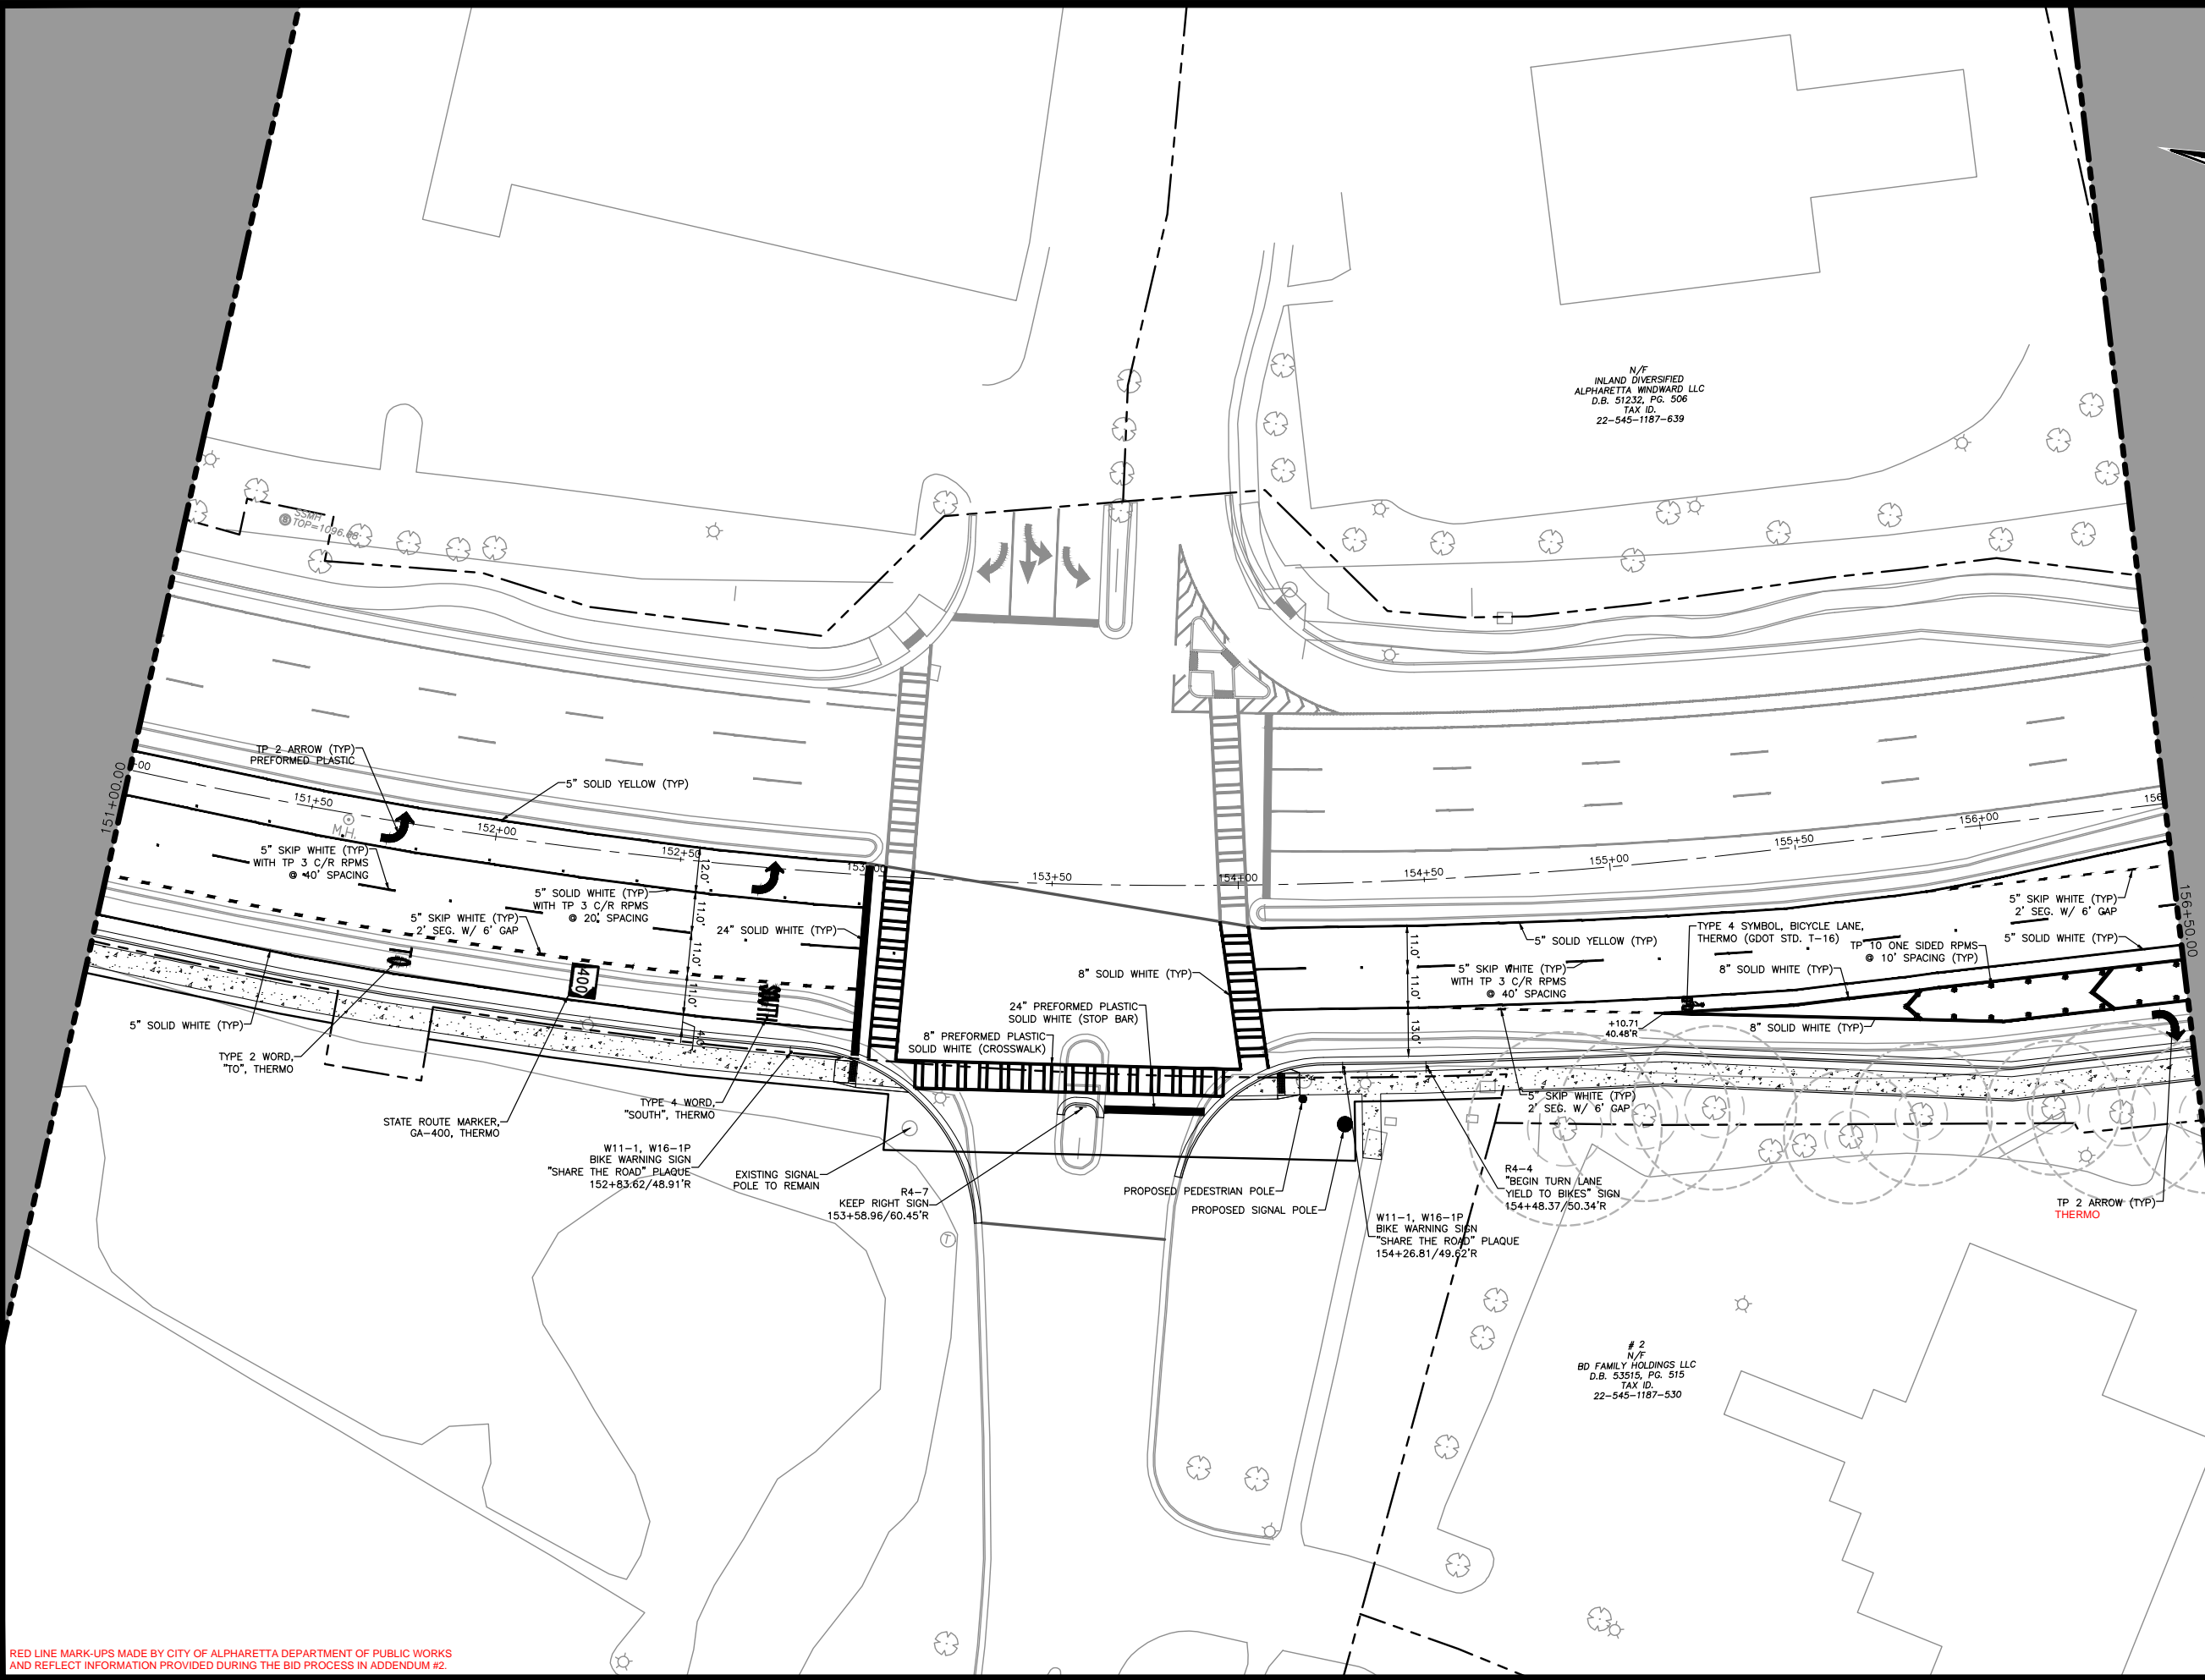 N/F
INLAND DIVERSIFIED
ALPHARETTA WINDWARD LLC
D.B. 51232, PG. 506
TAX ID.
22-545-1187-639
SSMH
TOP=1096.
TP 2 ARROW (TYP)
PREFORMED PLASTIC
5" SOLID YELLOW (TYP)
151+00.00
-00
151+50
M.H.
152+00
152+50
153+00
153+50
154+00
154+50
155+00
155+50
156+00
156
156+50.00
5" SKIP WHITE (TYP)
WITH TP 3 C/R RPMS
@ 40' SPACING
5" SOLID WHITE (TYP)
WITH TP 3 C/R RPMS
@ 20' SPACING
5" SKIP WHITE (TYP)
2' SEG. W/ 6' GAP
24" SOLID WHITE (TYP)
12.0'
11.0'
11.0'
11.0'
4.0'
400
TO
SOUTH
5" SOLID WHITE (TYP)
TYPE 2 WORD,
"TO", THERMO
STATE ROUTE MARKER,
GA-400, THERMO
TYPE 4 WORD,
"SOUTH", THERMO
W11-1, W16-1P
BIKE WARNING SIGN
"SHARE THE ROAD" PLAQUE
152+83.62/48.91'R
EXISTING SIGNAL
POLE TO REMAIN
R4-7
KEEP RIGHT SIGN
153+58.96/60.45'R
8" SOLID WHITE (TYP)
24" PREFORMED PLASTIC
SOLID WHITE (STOP BAR)
8" PREFORMED PLASTIC
SOLID WHITE (CROSSWALK)
11.0'
11.0'
13.0'
5" SOLID YELLOW (TYP)
5" SKIP WHITE (TYP)
WITH TP 3 C/R RPMS
@ 40' SPACING
TYPE 4 SYMBOL, BICYCLE LANE,
THERMO (GDOT STD. T-16)
TP 10 ONE SIDED RPMS
@ 10' SPACING (TYP)
8" SOLID WHITE (TYP)
5" SKIP WHITE (TYP)
2' SEG. W/ 6' GAP
5" SOLID WHITE (TYP)
+10.71
40.48'R
8" SOLID WHITE (TYP)
5" SKIP WHITE (TYP)
2' SEG. W/ 6' GAP
PROPOSED PEDESTRIAN POLE
PROPOSED SIGNAL POLE
R4-4
"BEGIN TURN LANE
YIELD TO BIKES" SIGN
154+48.37/50.34'R
W11-1, W16-1P
BIKE WARNING SIGN
"SHARE THE ROAD" PLAQUE
154+26.81/49.62'R
TP 2 ARROW (TYP)
THERMO
T
# 2
N/F
BD FAMILY HOLDINGS LLC
D.B. 53515, PG. 515
TAX ID.
22-545-1187-530
RED LINE MARK-UPS MADE BY CITY OF ALPHARETTA DEPARTMENT OF PUBLIC WORKS
AND REFLECT INFORMATION PROVIDED DURING THE BID PROCESS IN ADDENDUM #2.